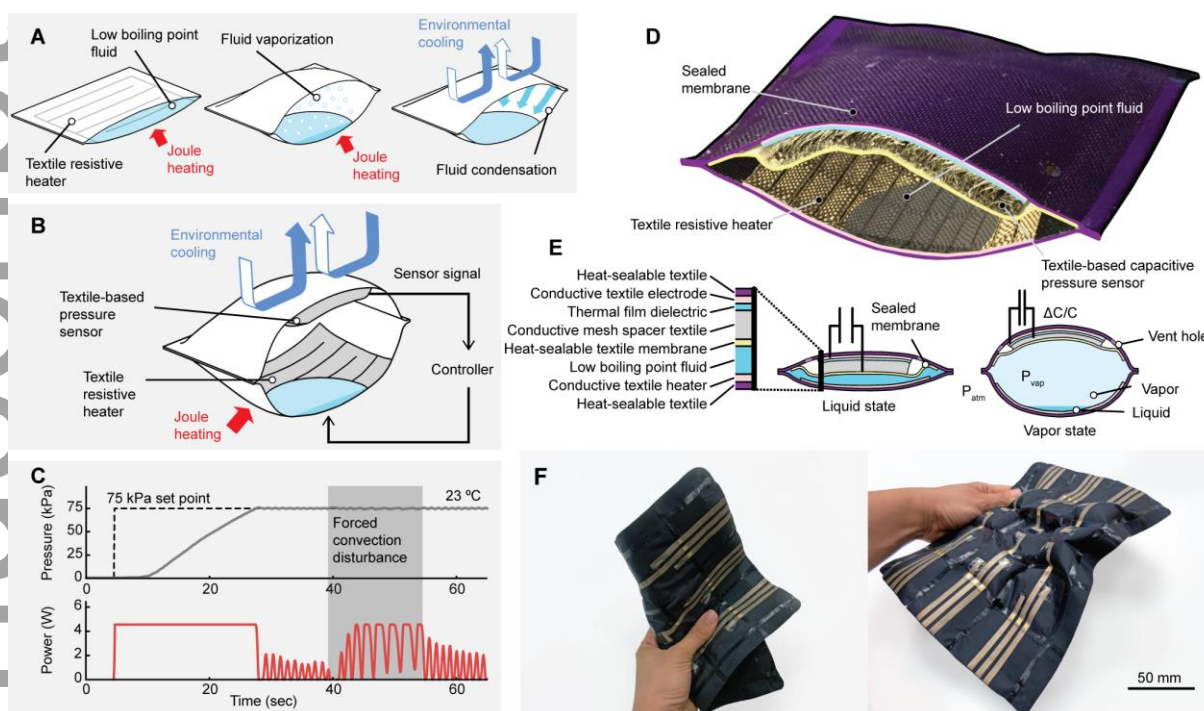 A
Low boiling point
fluid
Textile resistive
heater
Joule
heating
Fluid vaporization
Joule
heating
Environmental
cooling
Fluid condensation
B
Environmental
cooling
Sensor signal
Textile-based
pressure
sensor
Textile
resistive
heater
Joule
heating
Controller
C
75 kPa set point
23 ºC
Forced
convection
disturbance
Pressure (kPa)
75
50
25
0
0
20
40
60
Power (W)
6
4
2
0
0
20
40
60
Time (sec)
D
Sealed
membrane
Low boiling point fluid
Textile resistive heater
Textile-based capacitive
pressure sensor
E
Heat-sealable textile
Conductive textile electrode
Thermal film dielectric
Conductive mesh spacer textile
Heat-sealable textile membrane
Low boiling point fluid
Conductive textile heater
Heat-sealable textile
Sealed
membrane
Liquid state
ΔC/C
Vent hole
Pvap
Patm
Vapor
Liquid
Vapor state
F
50 mm